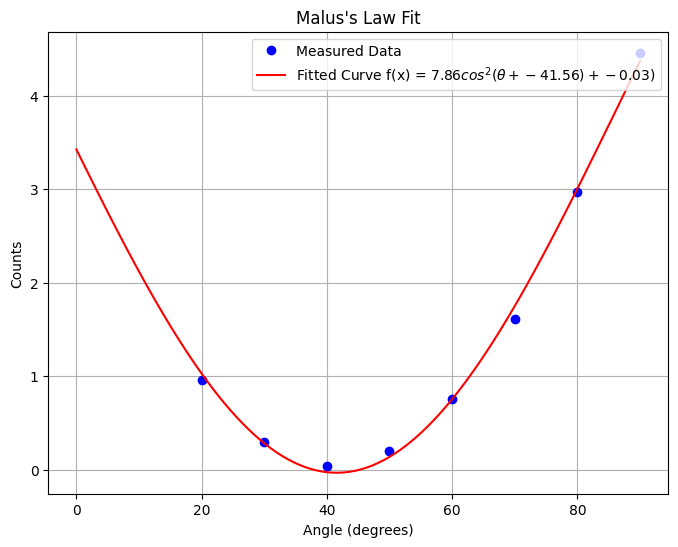 Malus's Law Fit
Measured Data
Fitted Curve f(x) = 7.86cos²(θ + − 41.56) + − 0.03)
Counts
4
3
2
1
0
0 20 40 60 80
Angle (degrees)